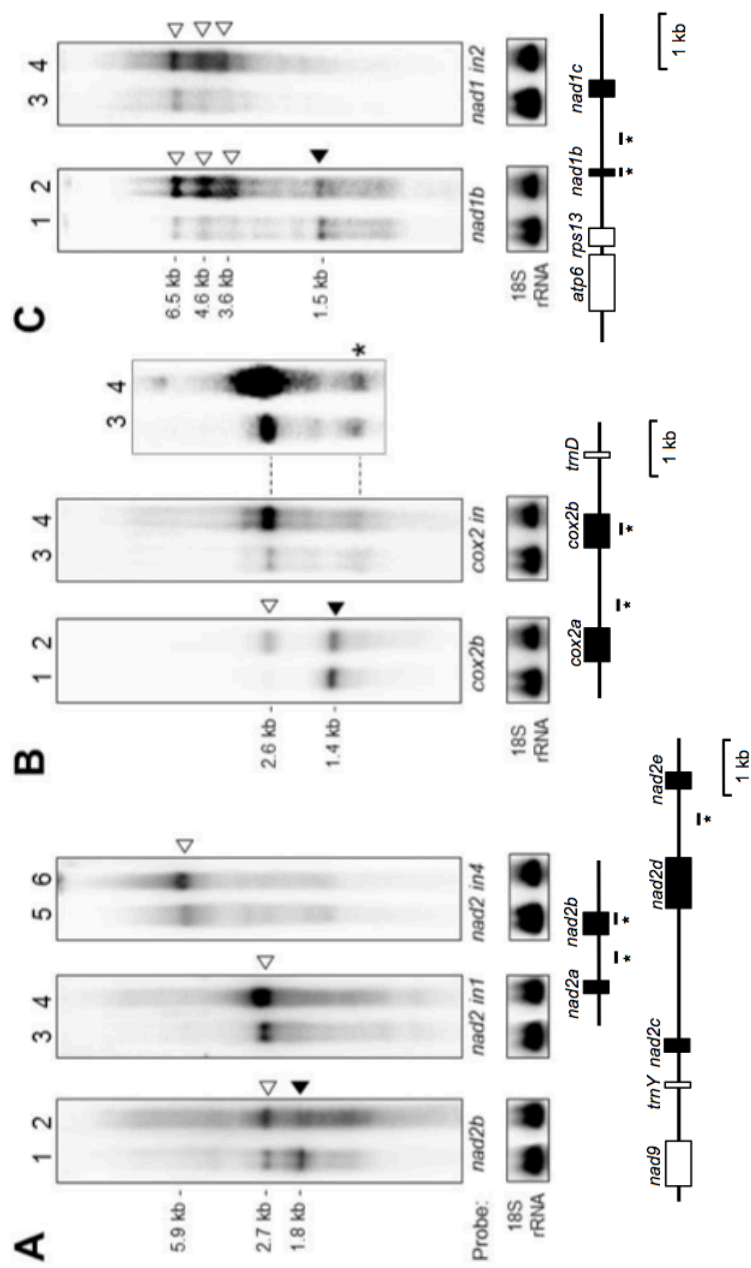 A
1 2 3 4 5 6
5.9 kb -
2.7 kb -
1.8 kb -
Probe: nad2b nad2 in1 nad2 in4
18S
rRNA
nad2a nad2b
*
*
nad9 trnY nad2c nad2d nad2e
*
1 kb
B
1 2 3 4 3 4
2.6 kb -
1.4 kb -
*
cox2b cox2 in
18S
rRNA
cox2a cox2b trnD
*
*
1 kb
C
1 2 3 4
6.5 kb -
4.6 kb -
3.6 kb -
1.5 kb -
nad1b nad1 in2
18S
rRNA
atp6 rps13 nad1b nad1c
*
*
1 kb